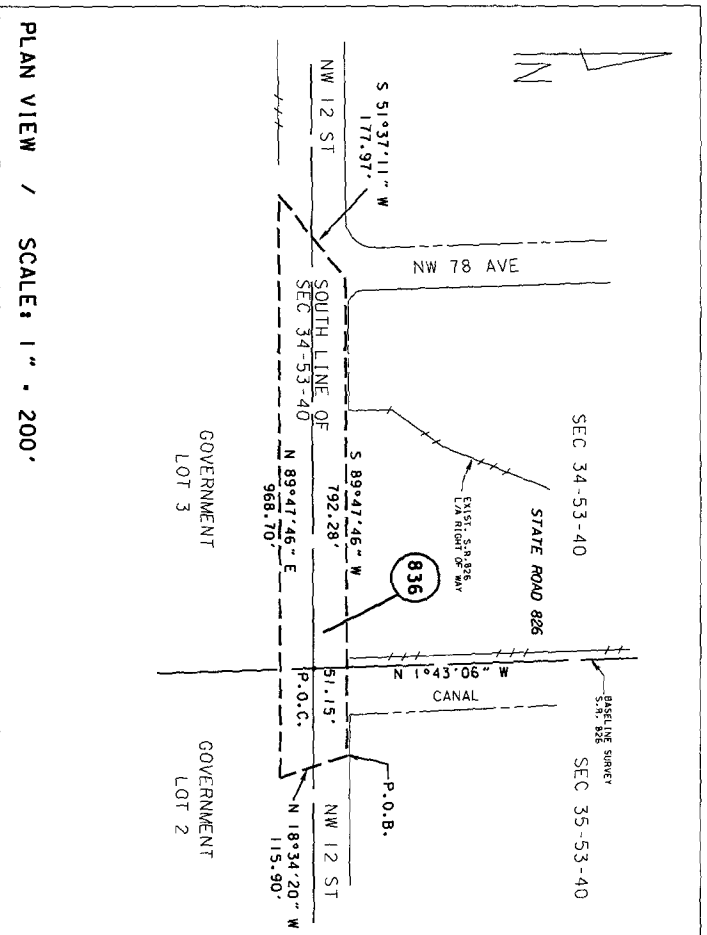 N
SEC 34-53-40
STATE ROAD 826
EXIST. S.R. 826
L/A RIGHT OF WAY
BASELINE SURVEY
S.R. 826
SEC 35-53-40
NW 78 AVE
N 1°43'06" W
CANAL
S 51°37'11" W
177.97'
836
P.O.B.
S 89°47'46" W
792.28'
51.15'
NW 12 ST
NW 12 ST
SOUTH LINE OF
SEC 34-53-40
P.O.C.
N 89°47'46" E
968.70'
N 18°34'20" W
115.90'
GOVERNMENT
LOT 3
GOVERNMENT
LOT 2
PLAN VIEW / SCALE: 1" = 200'